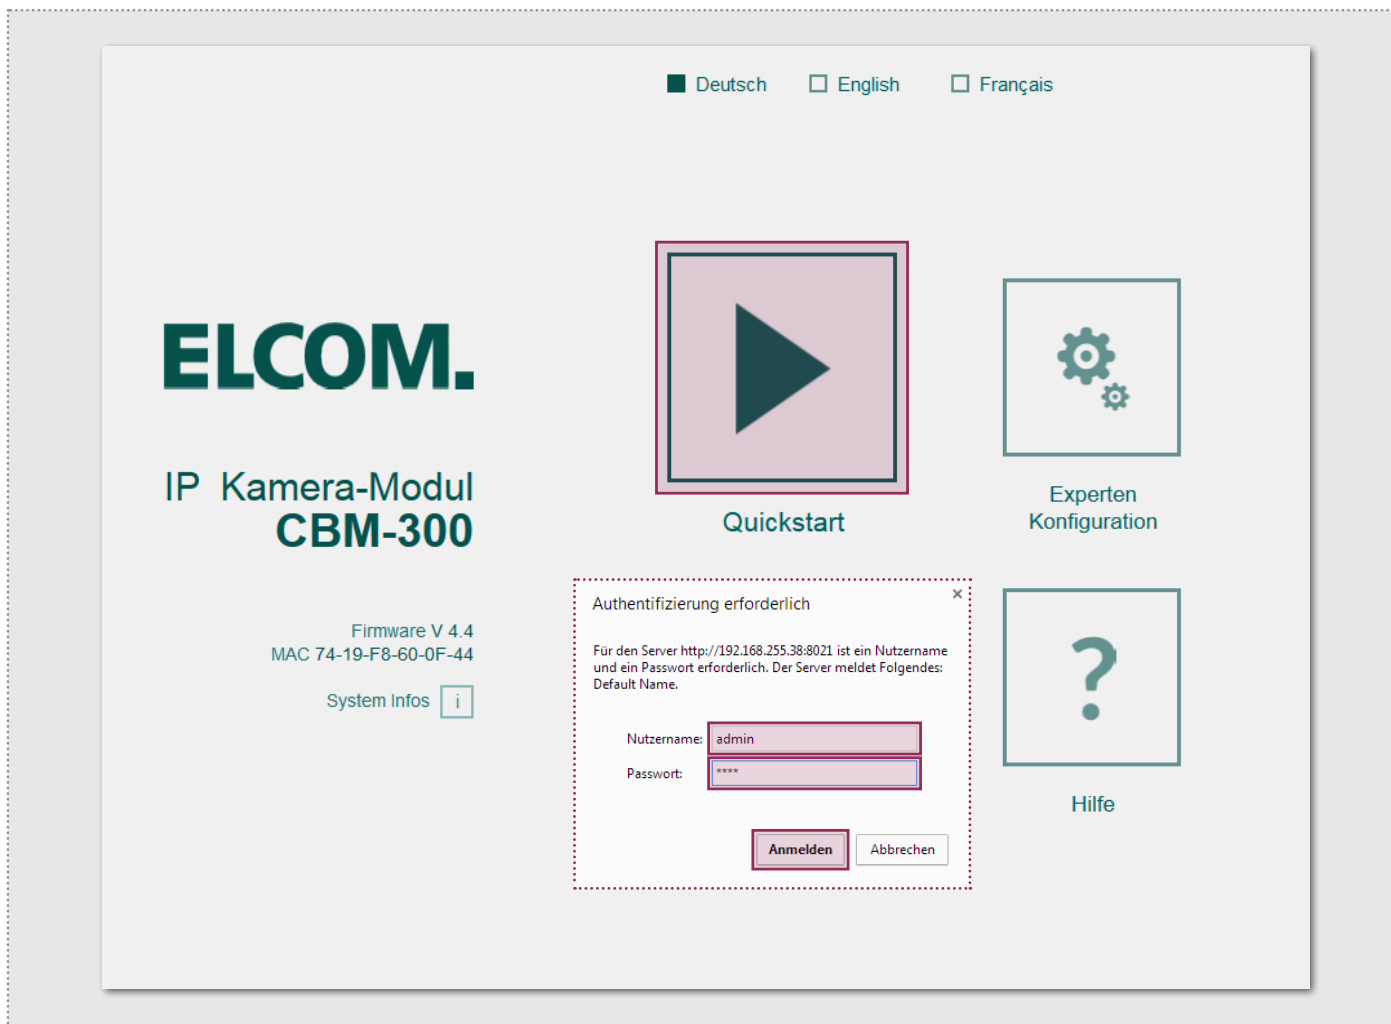 Deutsch English Français
ELCOM.
IP Kamera-Modul
CBM-300
Firmware V 4.4
MAC 74-19-F8-60-0F-44
System Infos i
Quickstart
Experten
Konfiguration
Authentifizierung erforderlich ×
Für den Server http://192.168.255.38:8021 ist ein Nutzername
und ein Passwort erforderlich. Der Server meldet Folgendes:
Default Name.
Nutzername: admin
Passwort: ****
Anmelden Abbrechen
?
Hilfe